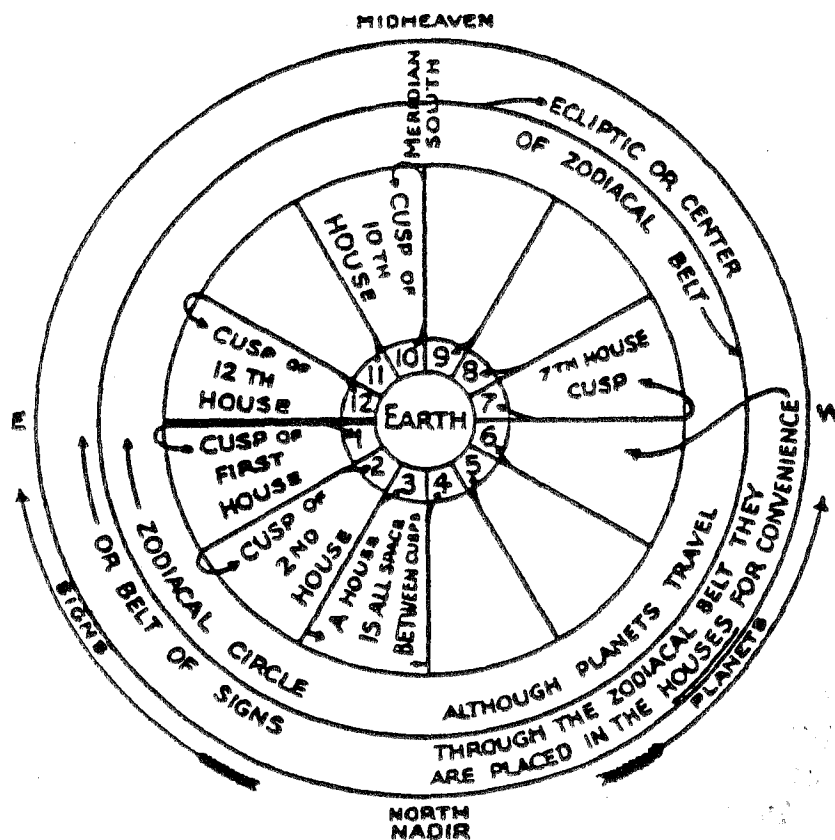 MIDHEAVEN
MERIDIAN
SOUTH
ECLIPTIC OR CENTER
OF ZODIACAL BELT
CUSP OF
10TH
HOUSE
CUSP OF
12TH
HOUSE
7TH HOUSE
CUSP
10
9
11
8
12
7
EARTH
1
6
2
5
3
4
E
W
CUSP OF
FIRST
HOUSE
CUSP OF
2ND
HOUSE
A HOUSE
IS ALL SPACE
BETWEEN CUSPS
ZODIACAL CIRCLE
OR BELT OF SIGNS
SIGNS
ALTHOUGH PLANETS TRAVEL
THROUGH THE ZODIACAL BELT THEY
ARE PLACED IN THE HOUSES FOR CONVENIENCE
PLANETS
NORTH
NADIR